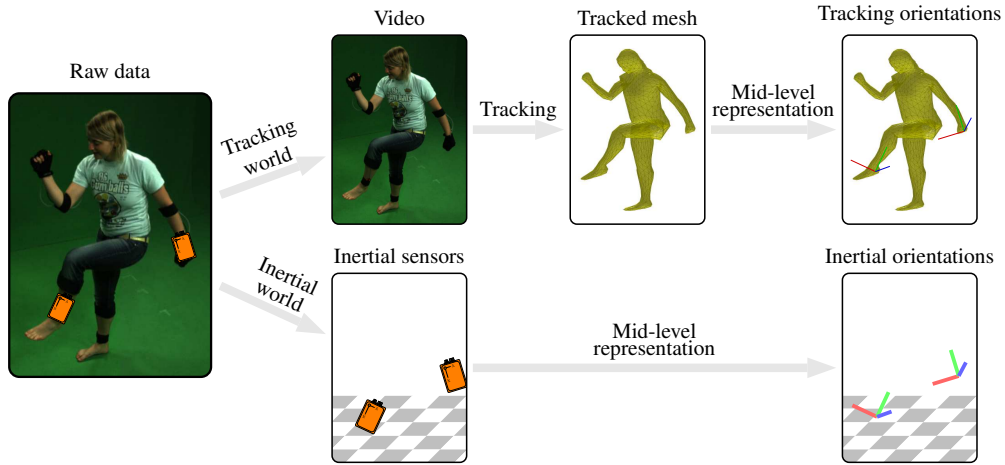 Raw data
Tracking
world
Video
Tracking
Tracked mesh
Mid-level
representation
Tracking orientations
Inertial
world
Inertial sensors
Mid-level
representation
Inertial orientations